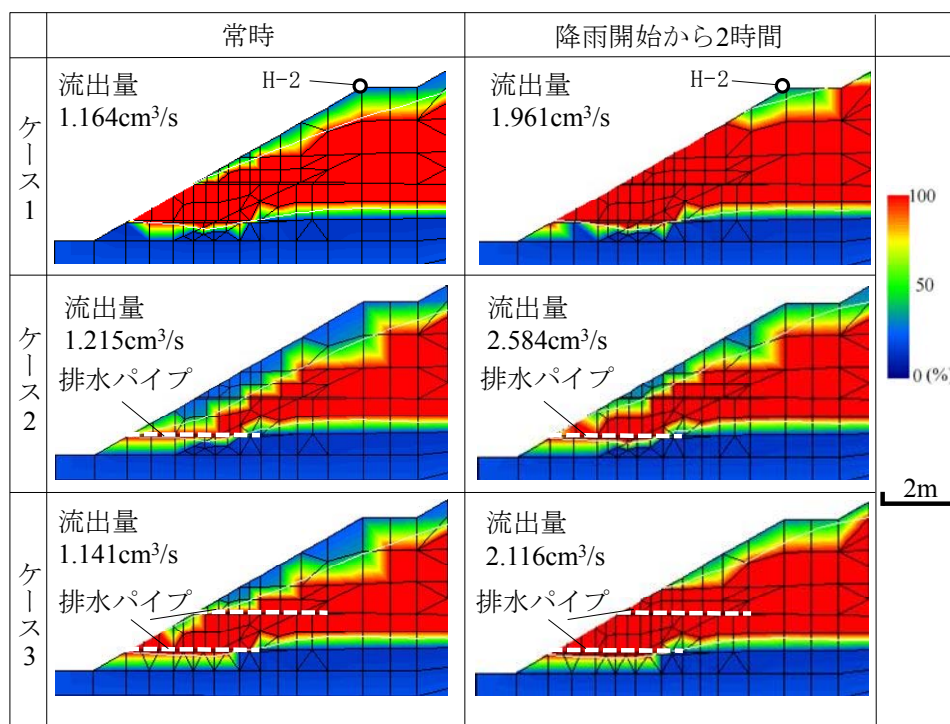 常時
降雨開始から2時間
ケース1
流出量
1.164cm³/s
H-2
流出量
1.961cm³/s
H-2
ケース2
流出量
1.215cm³/s
排水パイプ
流出量
2.584cm³/s
排水パイプ
ケース3
流出量
1.141cm³/s
排水パイプ
流出量
2.116cm³/s
排水パイプ
100
50
0 (%)
2m